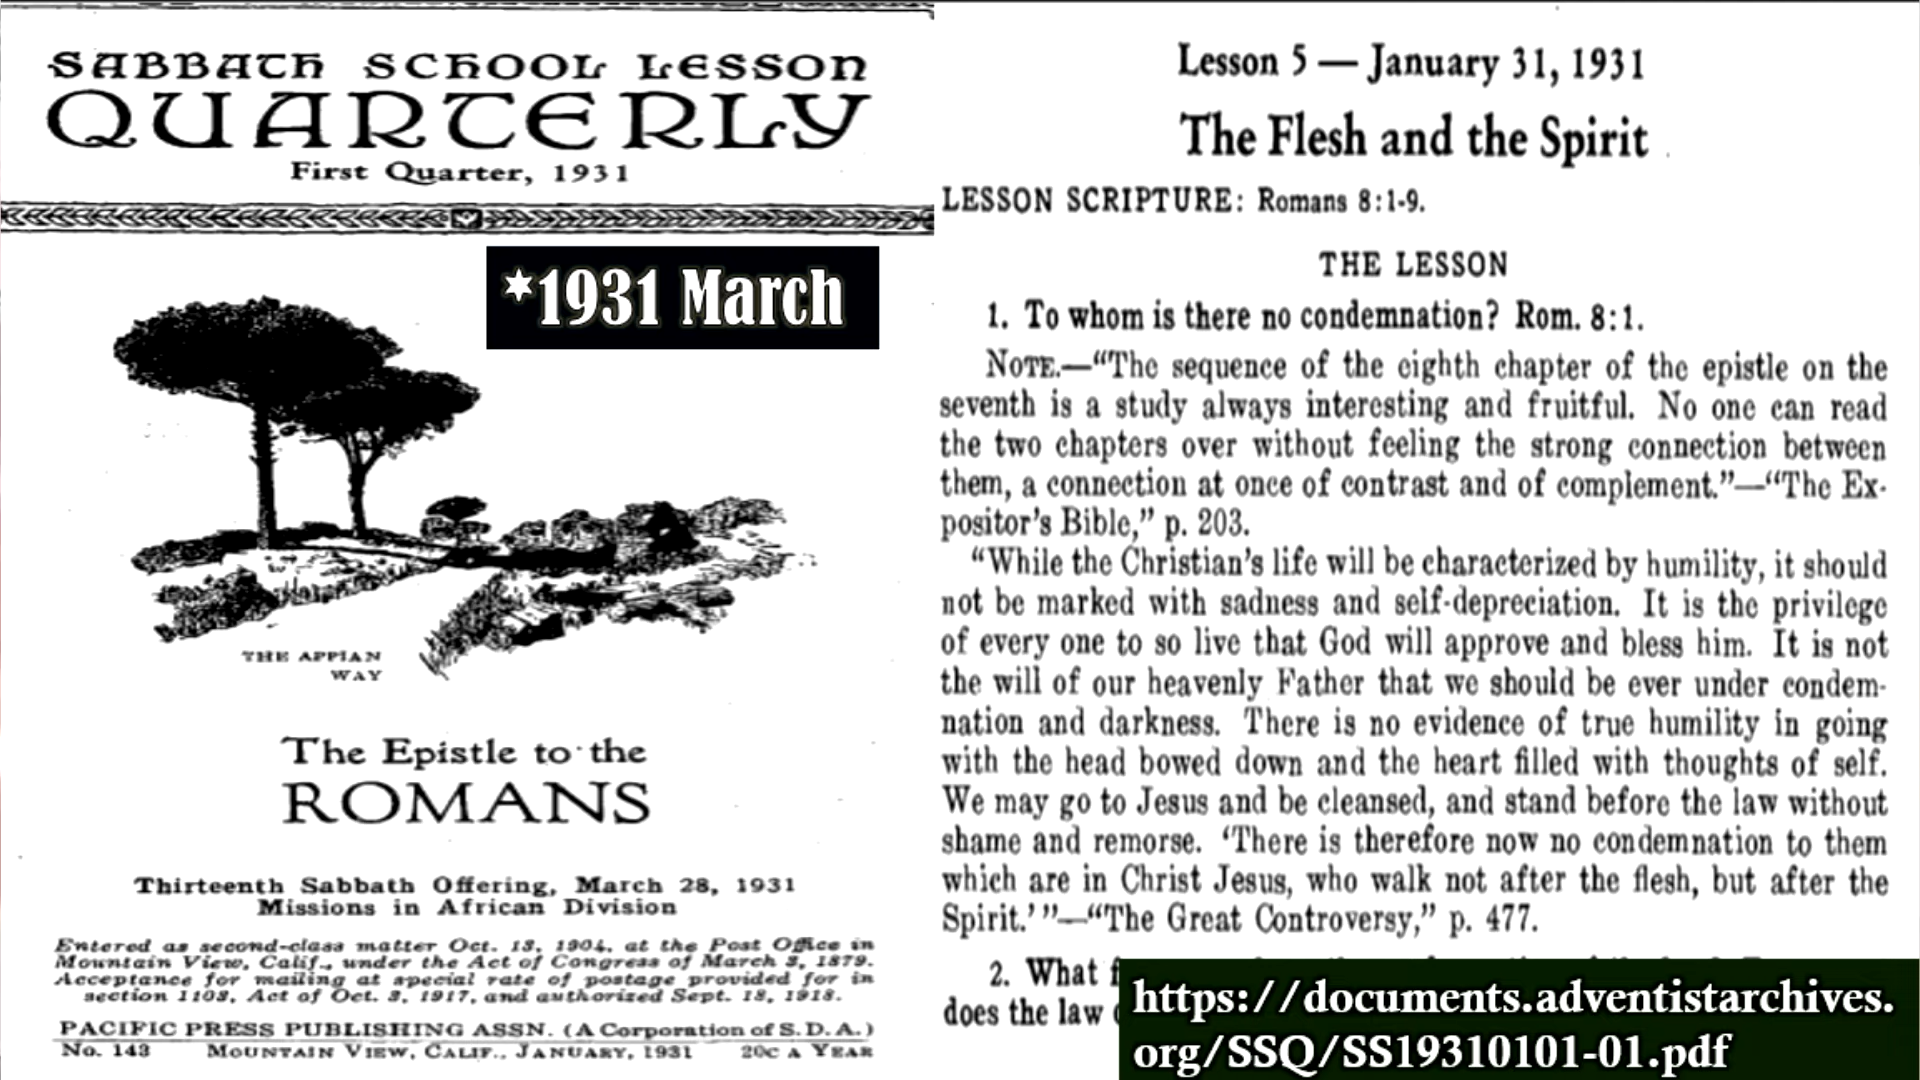 SABBATH SCHOOL LESSON
QUARTERLY
First Quarter, 1931
*1931 March
THE APPIAN
WAY
The Epistle to the
ROMANS
Thirteenth Sabbath Offering, March 28, 1931
Missions in African Division
Entered as second-class matter Oct. 13, 1904, at the Post Office in
Mountain View, Calif., under the Act of Congress of March 3, 1879.
Acceptance for mailing at special rate of postage provided for in
section 1103, Act of Oct. 3, 1917, and authorized Sept. 18, 1918.
PACIFIC PRESS PUBLISHING ASSN. (A Corporation of S.D.A.)
No. 143 MOUNTAIN VIEW, CALIF., JANUARY, 1931 20c A YEAR
Lesson 5 — January 31, 1931
The Flesh and the Spirit
LESSON SCRIPTURE: Romans 8:1-9.
THE LESSON
1. To whom is there no condemnation? Rom. 8:1.
NOTE.—“The sequence of the eighth chapter of the epistle on the
seventh is a study always interesting and fruitful. No one can read
the two chapters over without feeling the strong connection between
them, a connection at once of contrast and of complement.”—“The Ex-
positor’s Bible,” p. 203.
“While the Christian’s life will be characterized by humility, it should
not be marked with sadness and self-depreciation. It is the privilege
of every one to so live that God will approve and bless him. It is not
the will of our heavenly Father that we should be ever under condem-
nation and darkness. There is no evidence of true humility in going
with the head bowed down and the heart filled with thoughts of self.
We may go to Jesus and be cleansed, and stand before the law without
shame and remorse. ‘There is therefore now no condemnation to them
which are in Christ Jesus, who walk not after the flesh, but after the
Spirit.’”—“The Great Controversy,” p. 477.
2. What
does the law
https://documents.adventistarchives.
org/SSQ/SS19310101-01.pdf